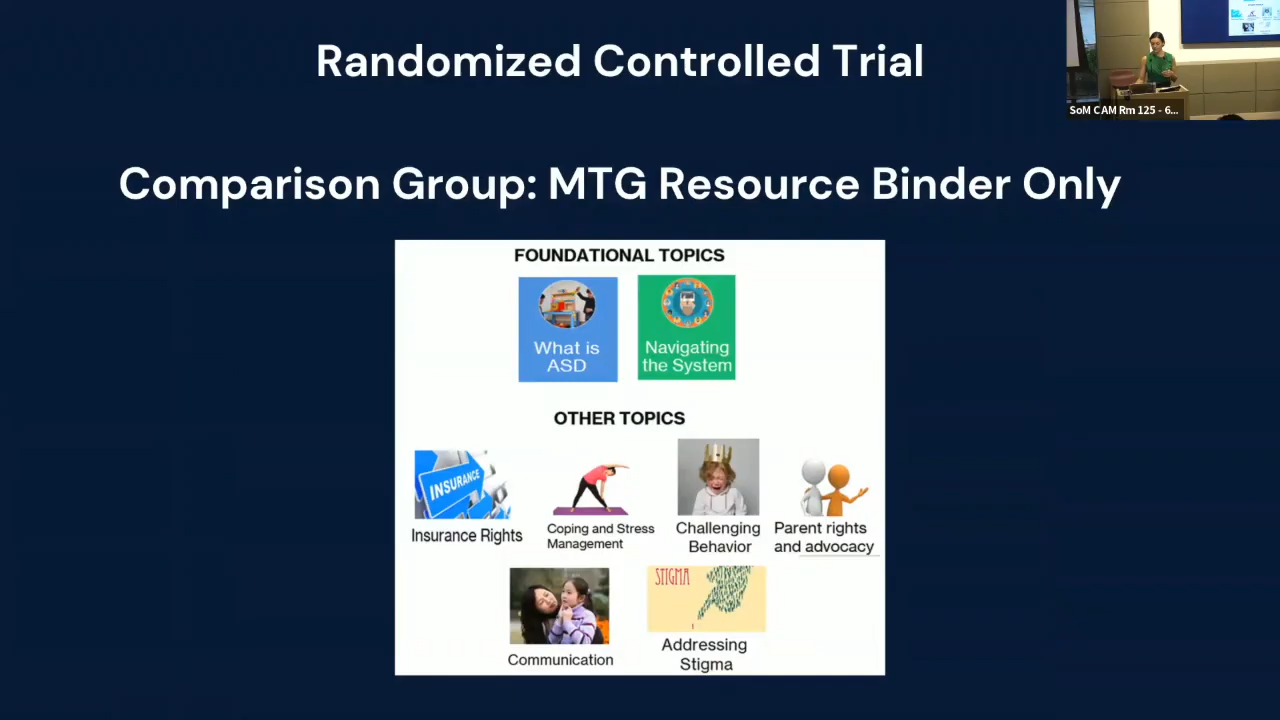 Randomized Controlled Trial
SoM CAM Rm 125 - 6...
Comparison Group: MTG Resource Binder Only
FOUNDATIONAL TOPICS
What is
ASD
Navigating
the System
OTHER TOPICS
INSURANCE
Insurance Rights
Coping and Stress
Management
Challenging
Behavior
Parent rights
and advocacy
STIGMA
Communication
Addressing
Stigma